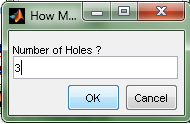 How M...
Number of Holes ?
3
OK Cancel